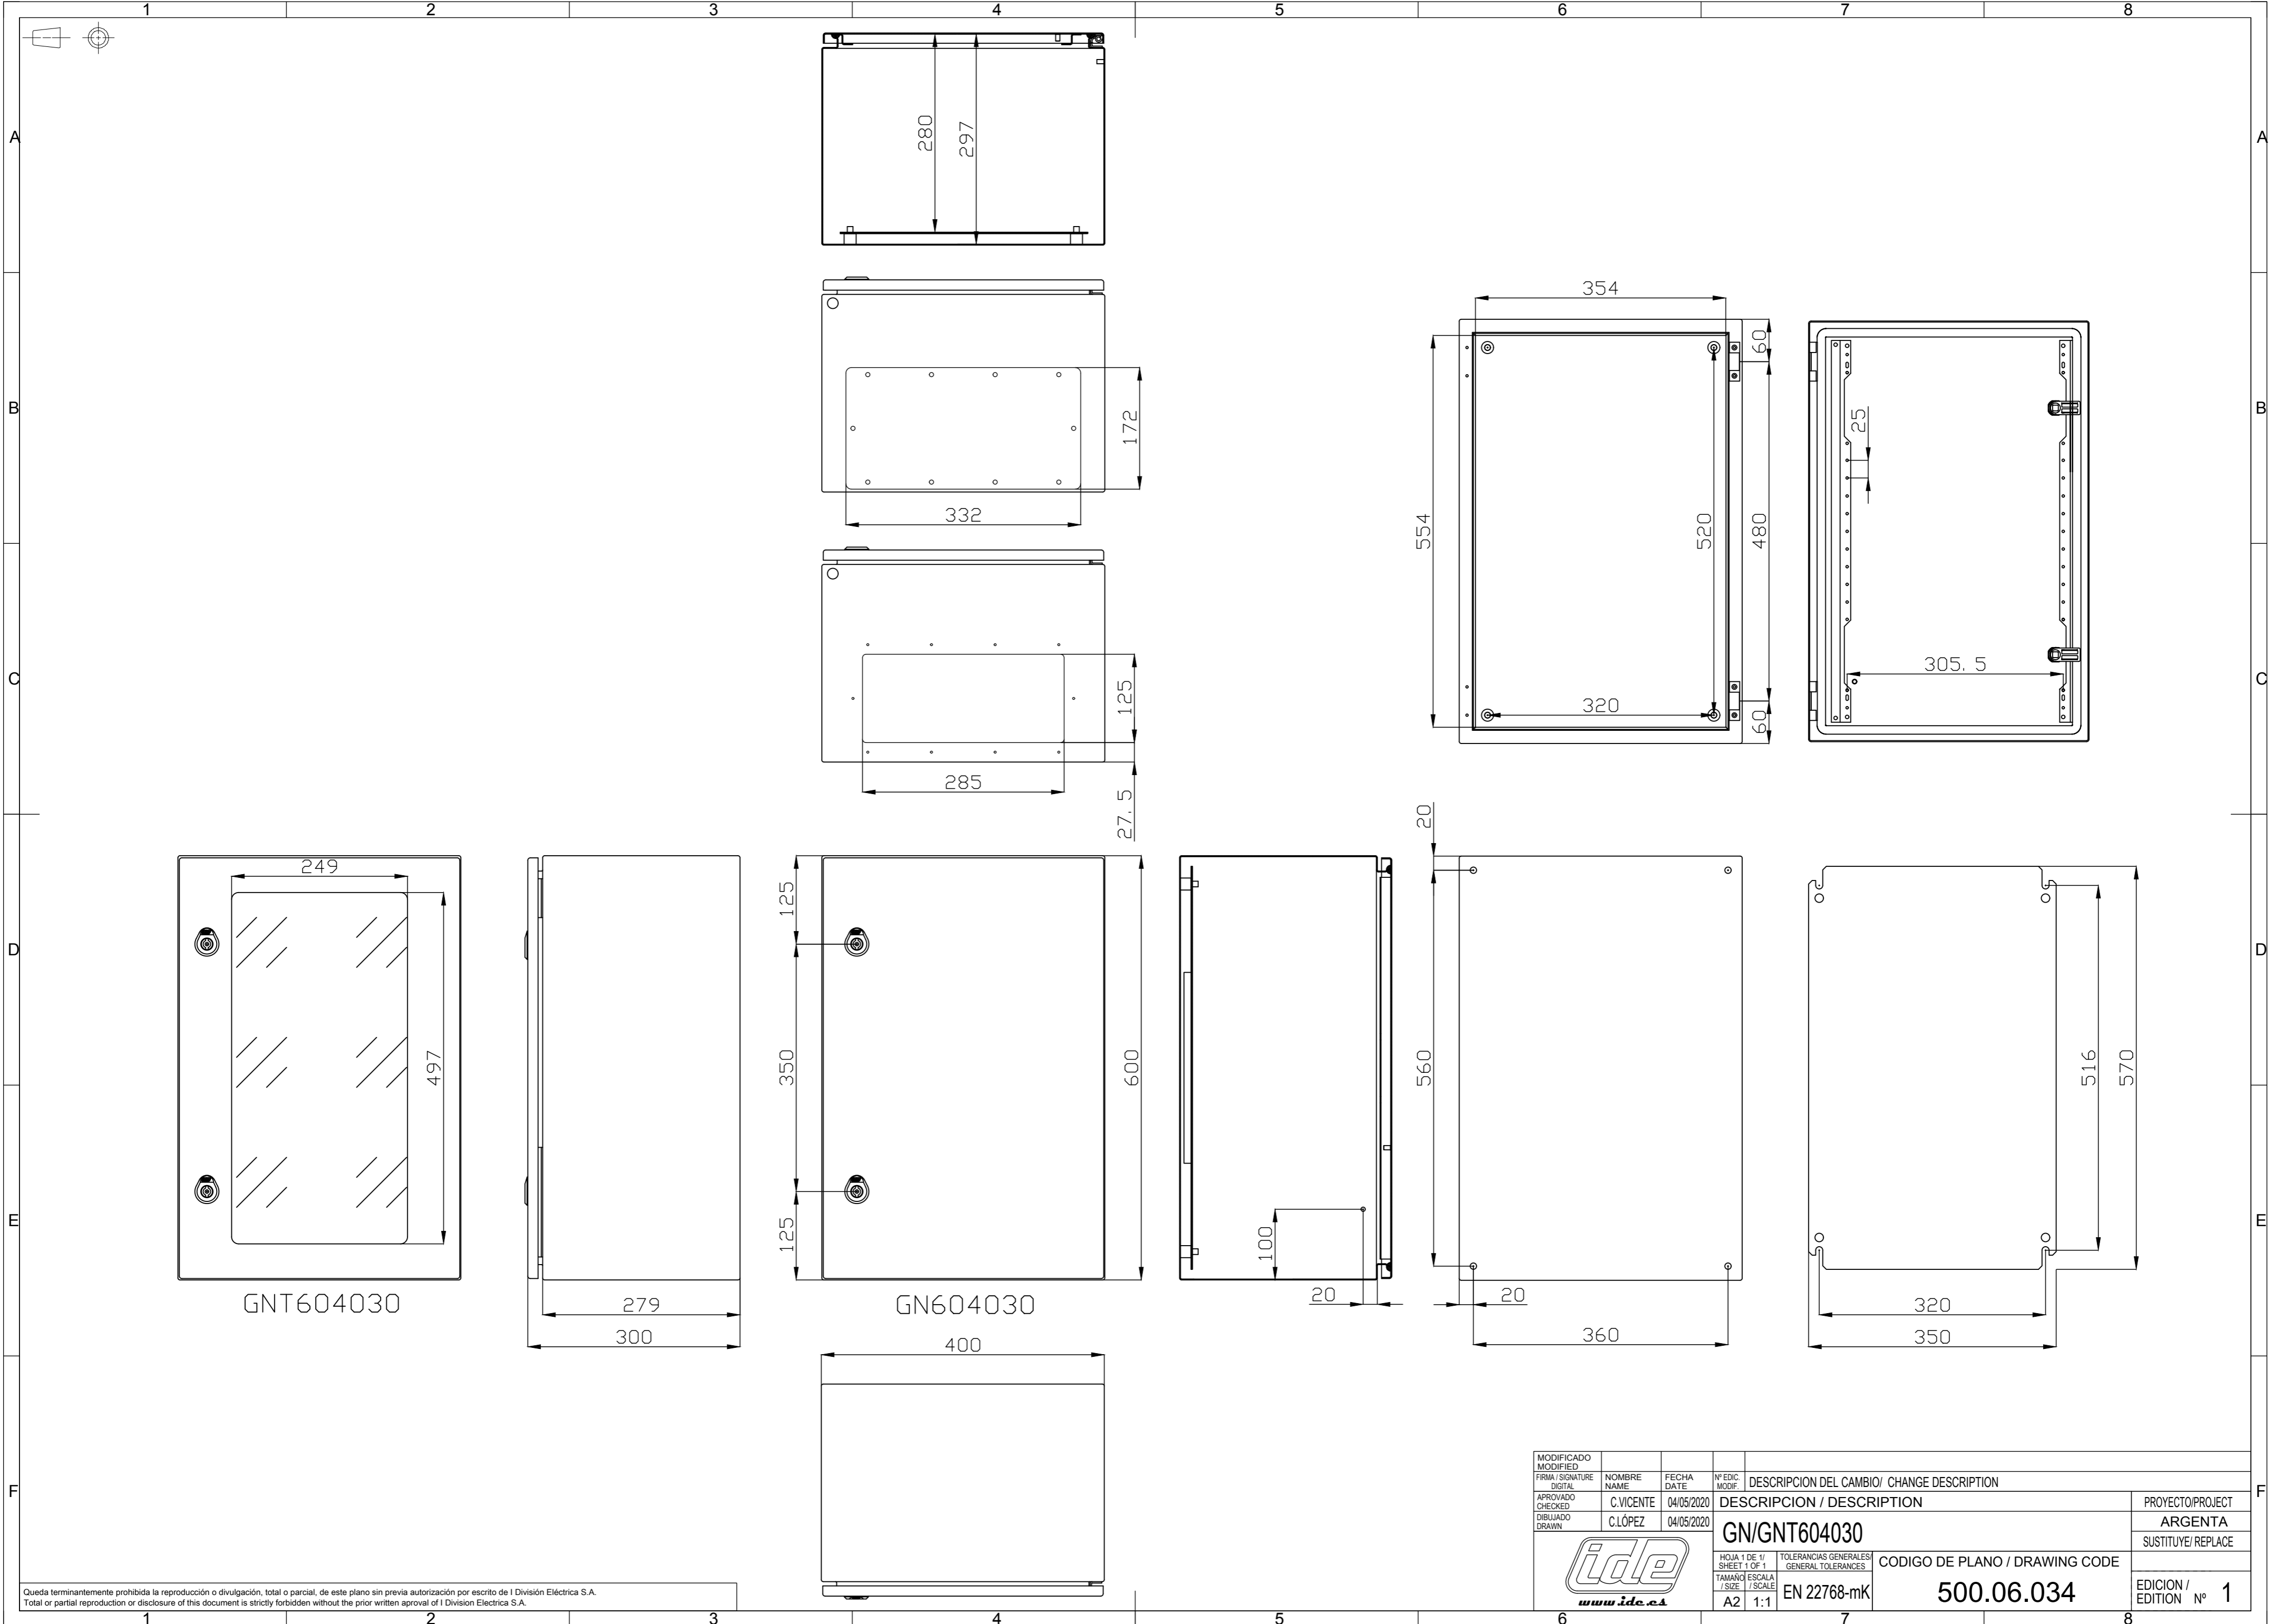 1 2 3 4 5 6 7 8
A A
280
297
354
60
B B
172
25
332
554
520
480
C C
305.5
125
320
60
285
27.5
20
249
125
D D
497
350
600
560
516
570
E E
125
100
GNT604030
279
300
GN604030
20
20
360
320
350
400
F F
MODIFICADO
MODIFIED
FIRMA / SIGNATURE
DIGITAL
NOMBRE
NAME
FECHA
DATE
Nº EDIC.
MODIF.
DESCRIPCION DEL CAMBIO/ CHANGE DESCRIPTION
APROVADO
CHECKED
C.VICENTE 04/05/2020
DESCRIPCION / DESCRIPTION
PROYECTO/PROJECT
DIBUJADO
DRAWN
C.LÓPEZ 04/05/2020
GN/GNT604030
ARGENTA
SUSTITUYE/ REPLACE
ide
www.ide.es
HOJA 1 DE 1/
SHEET 1 OF 1
TOLERANCIAS GENERALES/
GENERAL TOLERANCES
CODIGO DE PLANO / DRAWING CODE
TAMAÑO
/ SIZE
ESCALA
/ SCALE
A2 1:1
EN 22768-mK
500.06.034
EDICION /
EDITION Nº 1
Queda terminantemente prohibida la reproducción o divulgación, total o parcial, de este plano sin previa autorización por escrito de I División Eléctrica S.A.
Total or partial reproduction or disclosure of this document is strictly forbidden without the prior written aproval of I Division Electrica S.A.
1 2 3 4 5 6 7 8